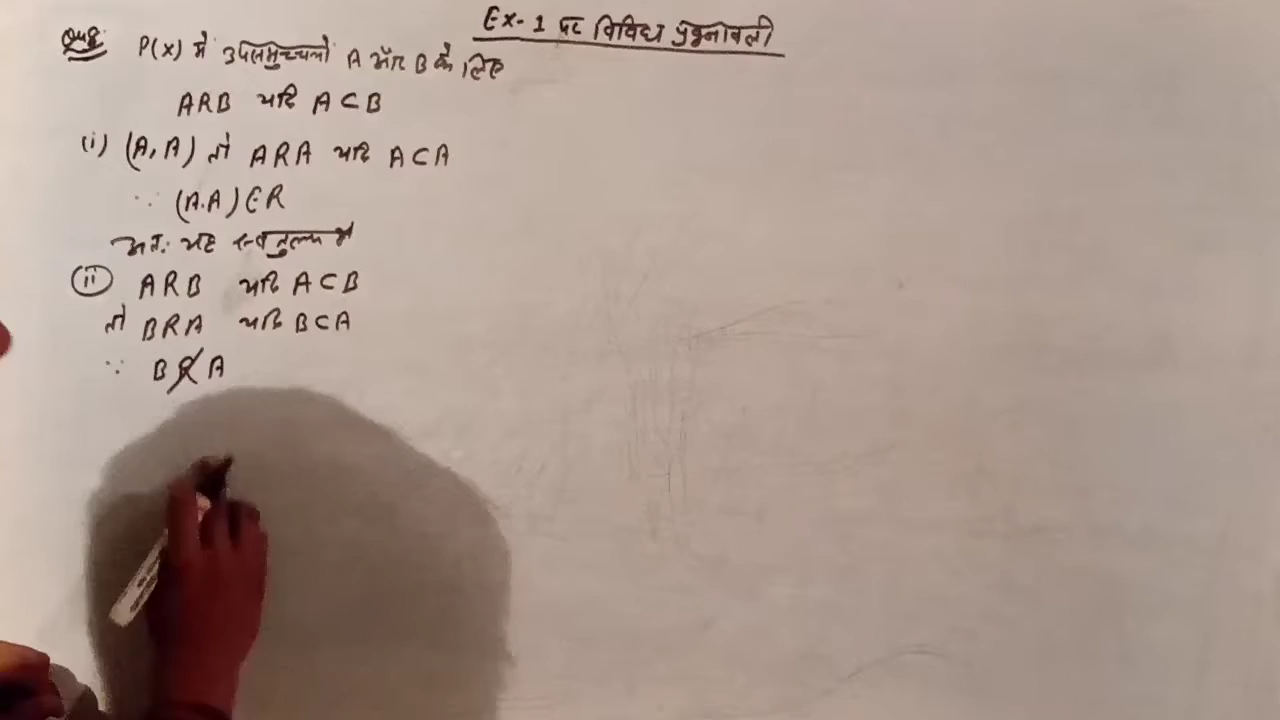 Ex-1 पर विविध प्रश्नावली
Que8 P(X) मे उपसमुच्चयो A और B के लिए
ARB यदि A⊂B
(i) (A,A) तो ARA यदि A⊂A
∵ (A.A)∈R
अतः यह स्वतुल्य मे
(ii) ARB यदि A⊂B
तो BRA यदि B⊂A
∵ B R̸ A